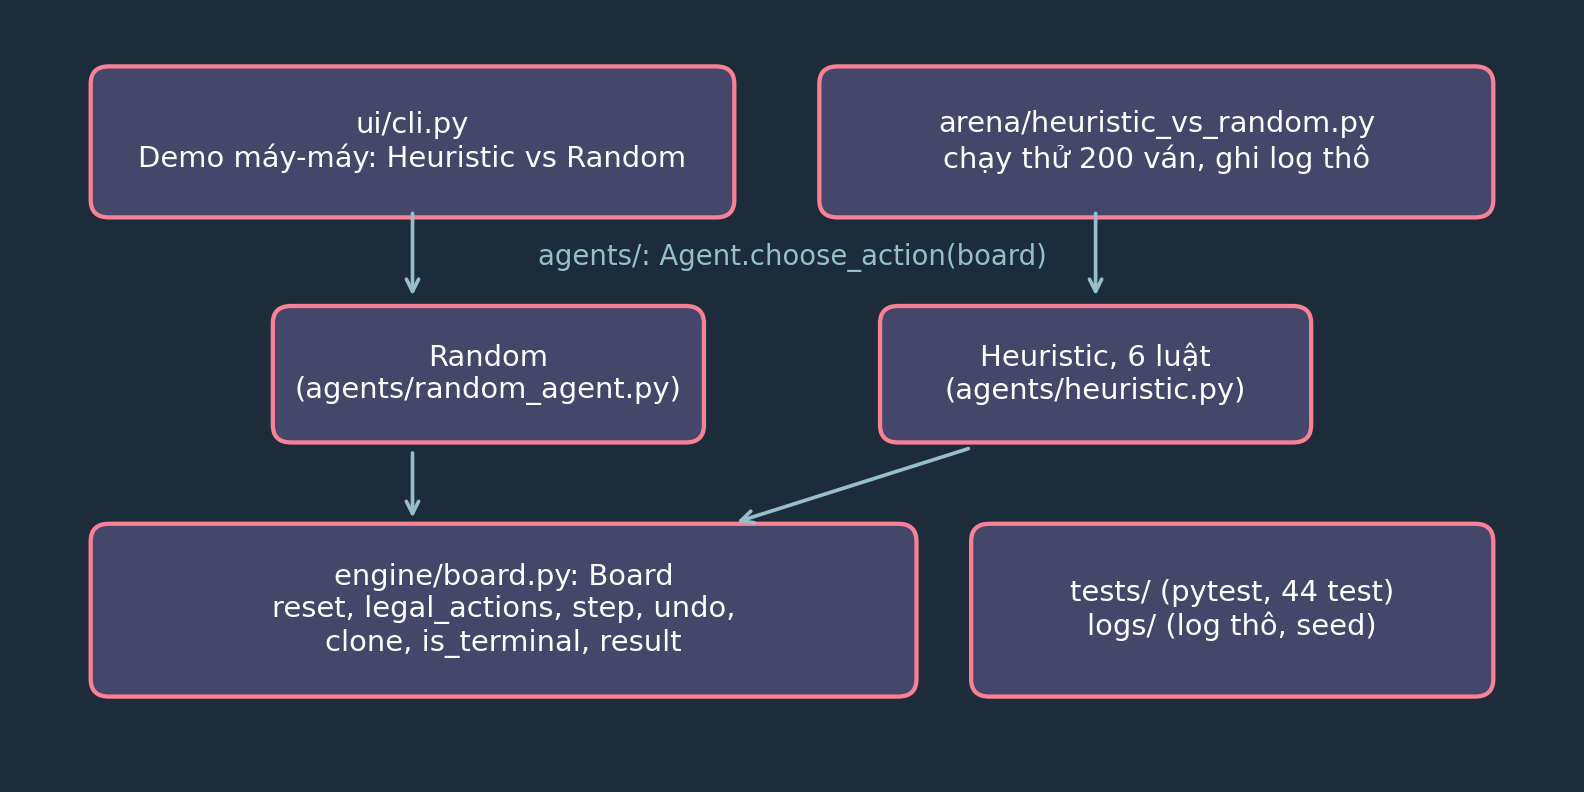 ui/cli.py
Demo máy-máy: Heuristic vs Random
arena/heuristic_vs_random.py
chạy thử 200 ván, ghi log thô
agents/: Agent.choose_action(board)
Random
(agents/random_agent.py)
Heuristic, 6 luật
(agents/heuristic.py)
engine/board.py: Board
reset, legal_actions, step, undo,
clone, is_terminal, result
tests/ (pytest, 44 test)
logs/ (log thô, seed)